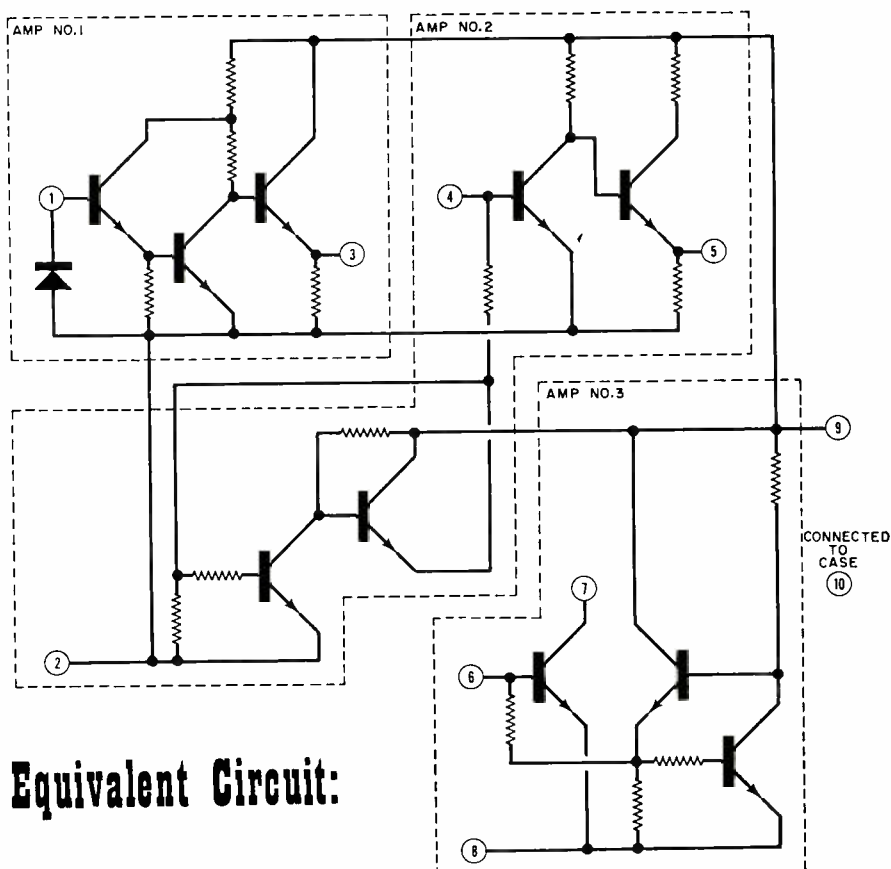 AMP NO.1
AMP NO.2
1
3
4
5
AMP NO.3
9
CONNECTED
TO
CASE
10
7
2
6
8
Equivalent Circuit: